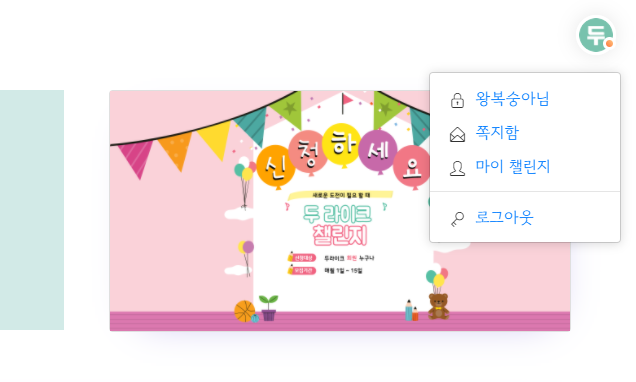 두
왕복숭아님
쪽지함
마이 챌린지
로그아웃
신청하세요
새로운 도전이 필요 할 때
두 라이크
챌린지
신청대상 두라이크 회원 누구나
모집기간 매월 1일 ~ 15일